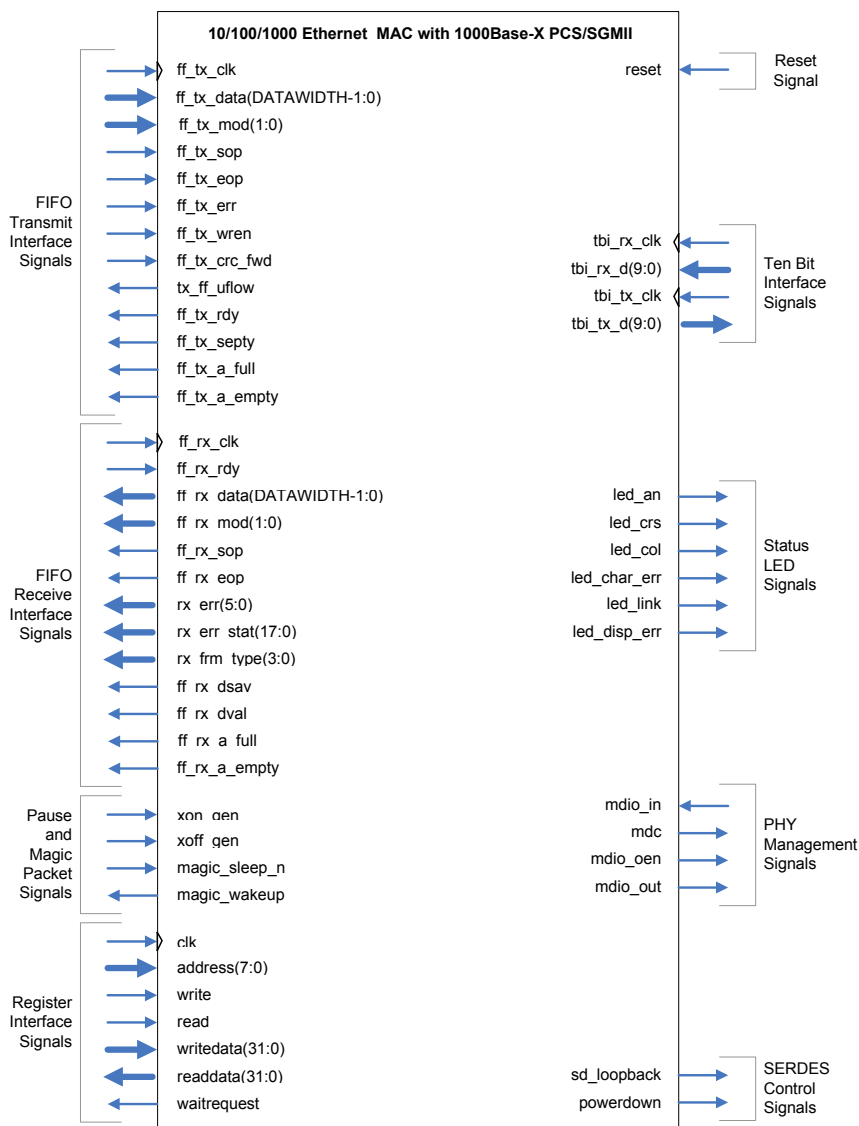 10/100/1000 Ethernet MAC with 1000Base-X PCS/SGMII
FIFO
Transmit
Interface
Signals
ff_tx_clk
ff_tx_data(DATAWIDTH-1:0)
ff_tx_mod(1:0)
ff_tx_sop
ff_tx_eop
ff_tx_err
ff_tx_wren
ff_tx_crc_fwd
tx_ff_uflow
ff_tx_rdy
ff_tx_septy
ff_tx_a_full
ff_tx_a_empty
FIFO
Receive
Interface
Signals
ff_rx_clk
ff_rx_rdy
ff_rx_data(DATAWIDTH-1:0)
ff_rx_mod(1:0)
ff_rx_sop
ff_rx_eop
rx_err(5:0)
rx_err_stat(17:0)
rx_frm_type(3:0)
ff_rx_dsav
ff_rx_dval
ff_rx_a_full
ff_rx_a_empty
Pause
and
Magic
Packet
Signals
xon_gen
xoff_gen
magic_sleep_n
magic_wakeup
Register
Interface
Signals
clk
address(7:0)
write
read
writedata(31:0)
readdata(31:0)
waitrequest
reset
Reset
Signal
tbi_rx_clk
tbi_rx_d(9:0)
tbi_tx_clk
tbi_tx_d(9:0)
Ten Bit
Interface
Signals
led_an
led_crs
led_col
led_char_err
led_link
led_disp_err
Status
LED
Signals
mdio_in
mdc
mdio_oen
mdio_out
PHY
Management
Signals
sd_loopback
powerdown
SERDES
Control
Signals